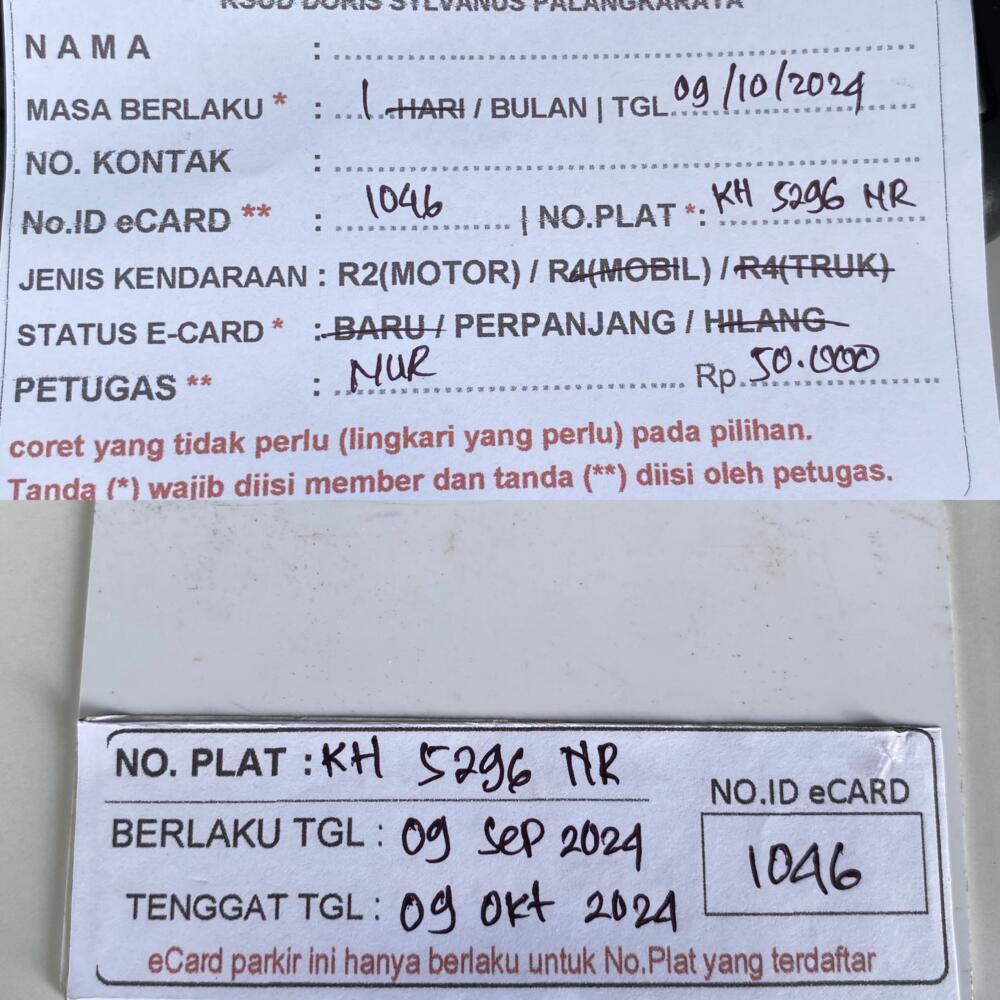 RSUD DORIS SYLVANUS PALANGKARAYA
NAMA :
MASA BERLAKU * : 1 HARI / BULAN | TGL. 09/10/2024
NO. KONTAK :
No.ID eCARD ** : 1046 | NO.PLAT *: KH 5296 NR
JENIS KENDARAAN : R2(MOTOR) / R4(MOBIL) / R4(TRUK)
STATUS E-CARD * : BARU / PERPANJANG / HILANG
PETUGAS ** : NUR Rp. 50.000
coret yang tidak perlu (lingkari yang perlu) pada pilihan.
Tanda (*) wajib diisi member dan tanda (**) diisi oleh petugas.
NO. PLAT : KH 5296 NR
NO.ID eCARD
BERLAKU TGL : 09 Sep 2024
1046
TENGGAT TGL : 09 Okt 2024
eCard parkir ini hanya berlaku untuk No.Plat yang terdaftar